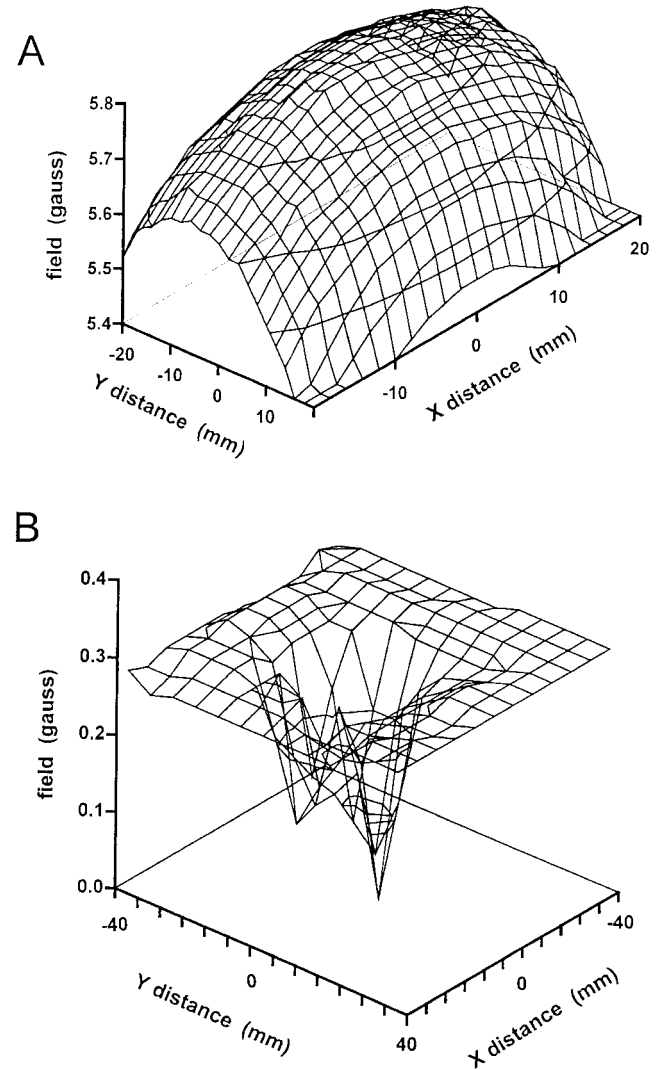 A
5.8
5.7
5.6
5.5
5.4
field (gauss)
-20
-10
0
10
Y distance (mm)
-10
0
10
20
X distance (mm)
B
0.4
0.3
0.2
0.1
0.0
field (gauss)
-40
0
40
Y distance (mm)
0
-40
X distance (mm)